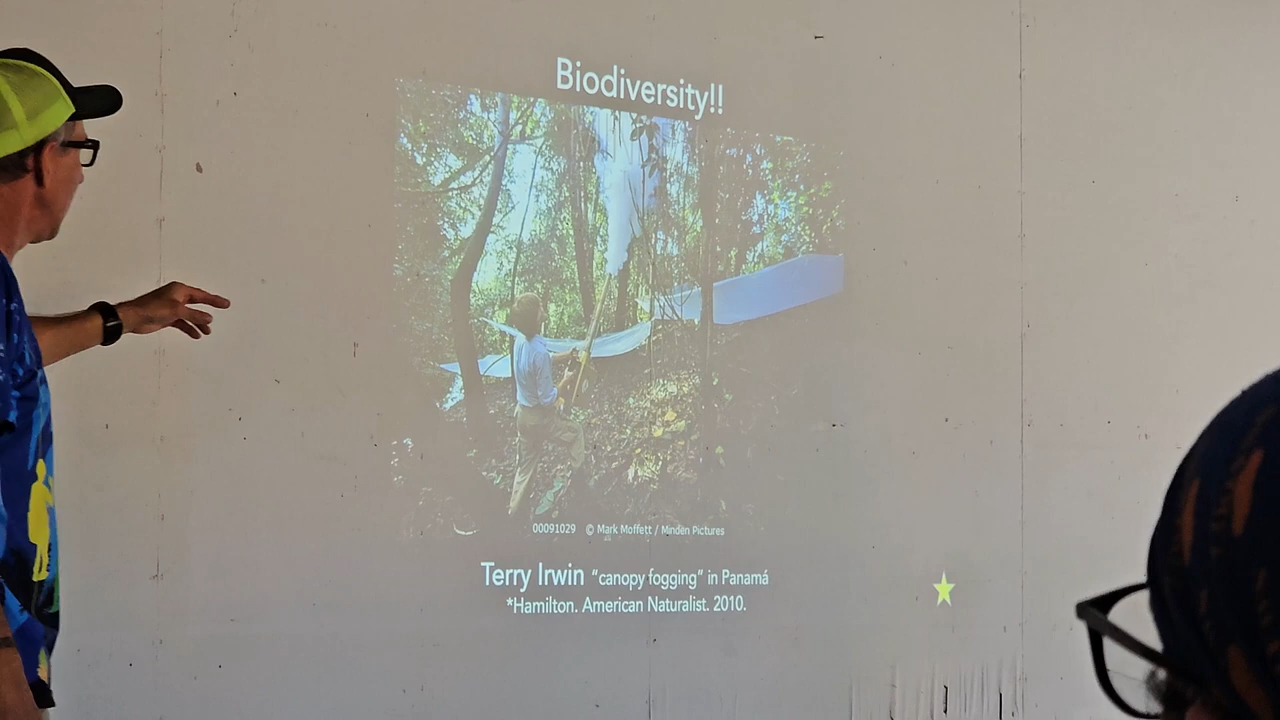 Biodiversity!!
00091029 © Mark Moffett / Minden Pictures
Terry Irwin “canopy fogging” in Panamá
*Hamilton. American Naturalist. 2010.